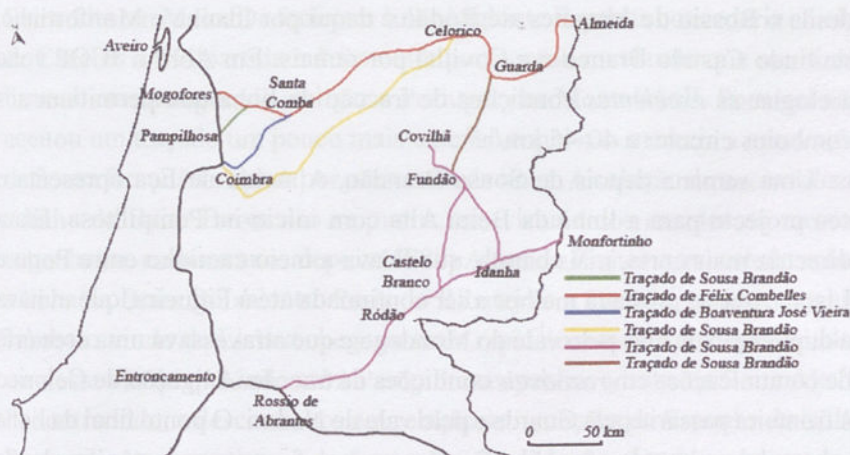 Almeida
Celorico
Aveiro
Guarda
Santa
Comba
Mogofores
Covilhã
Pampilhosa
Coimbra
Fundão
Monfortinho
Castelo
Branco
Idanha
Ródão
Entroncamento
Rossio de
Abrantes
Traçado de Sousa Brandão
Traçado de Félix Combelles
Traçado de Boaventura José Vieira
Traçado de Sousa Brandão
Traçado de Sousa Brandão
Traçado de Sousa Brandão
0 50 km